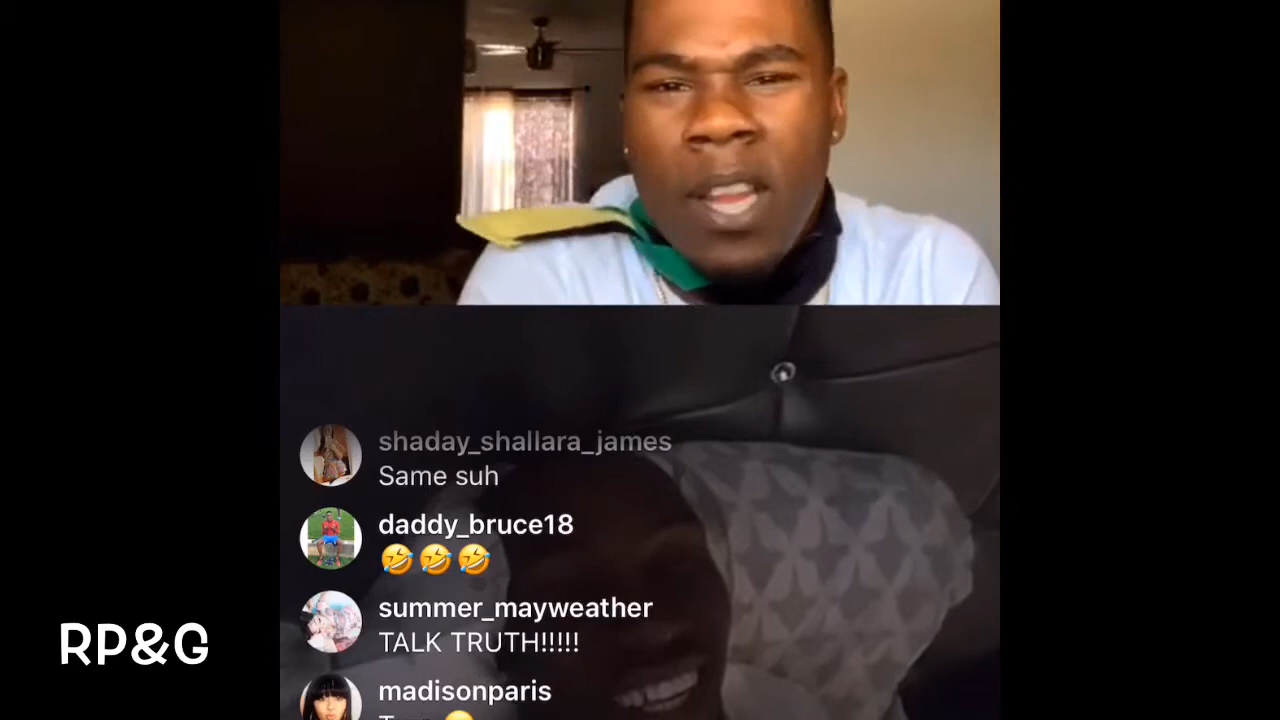 shaday_shallara_james
Same suh
daddy_bruce18
🤣🤣🤣
summer_mayweather
TALK TRUTH!!!!!
RP&G
madisonparis